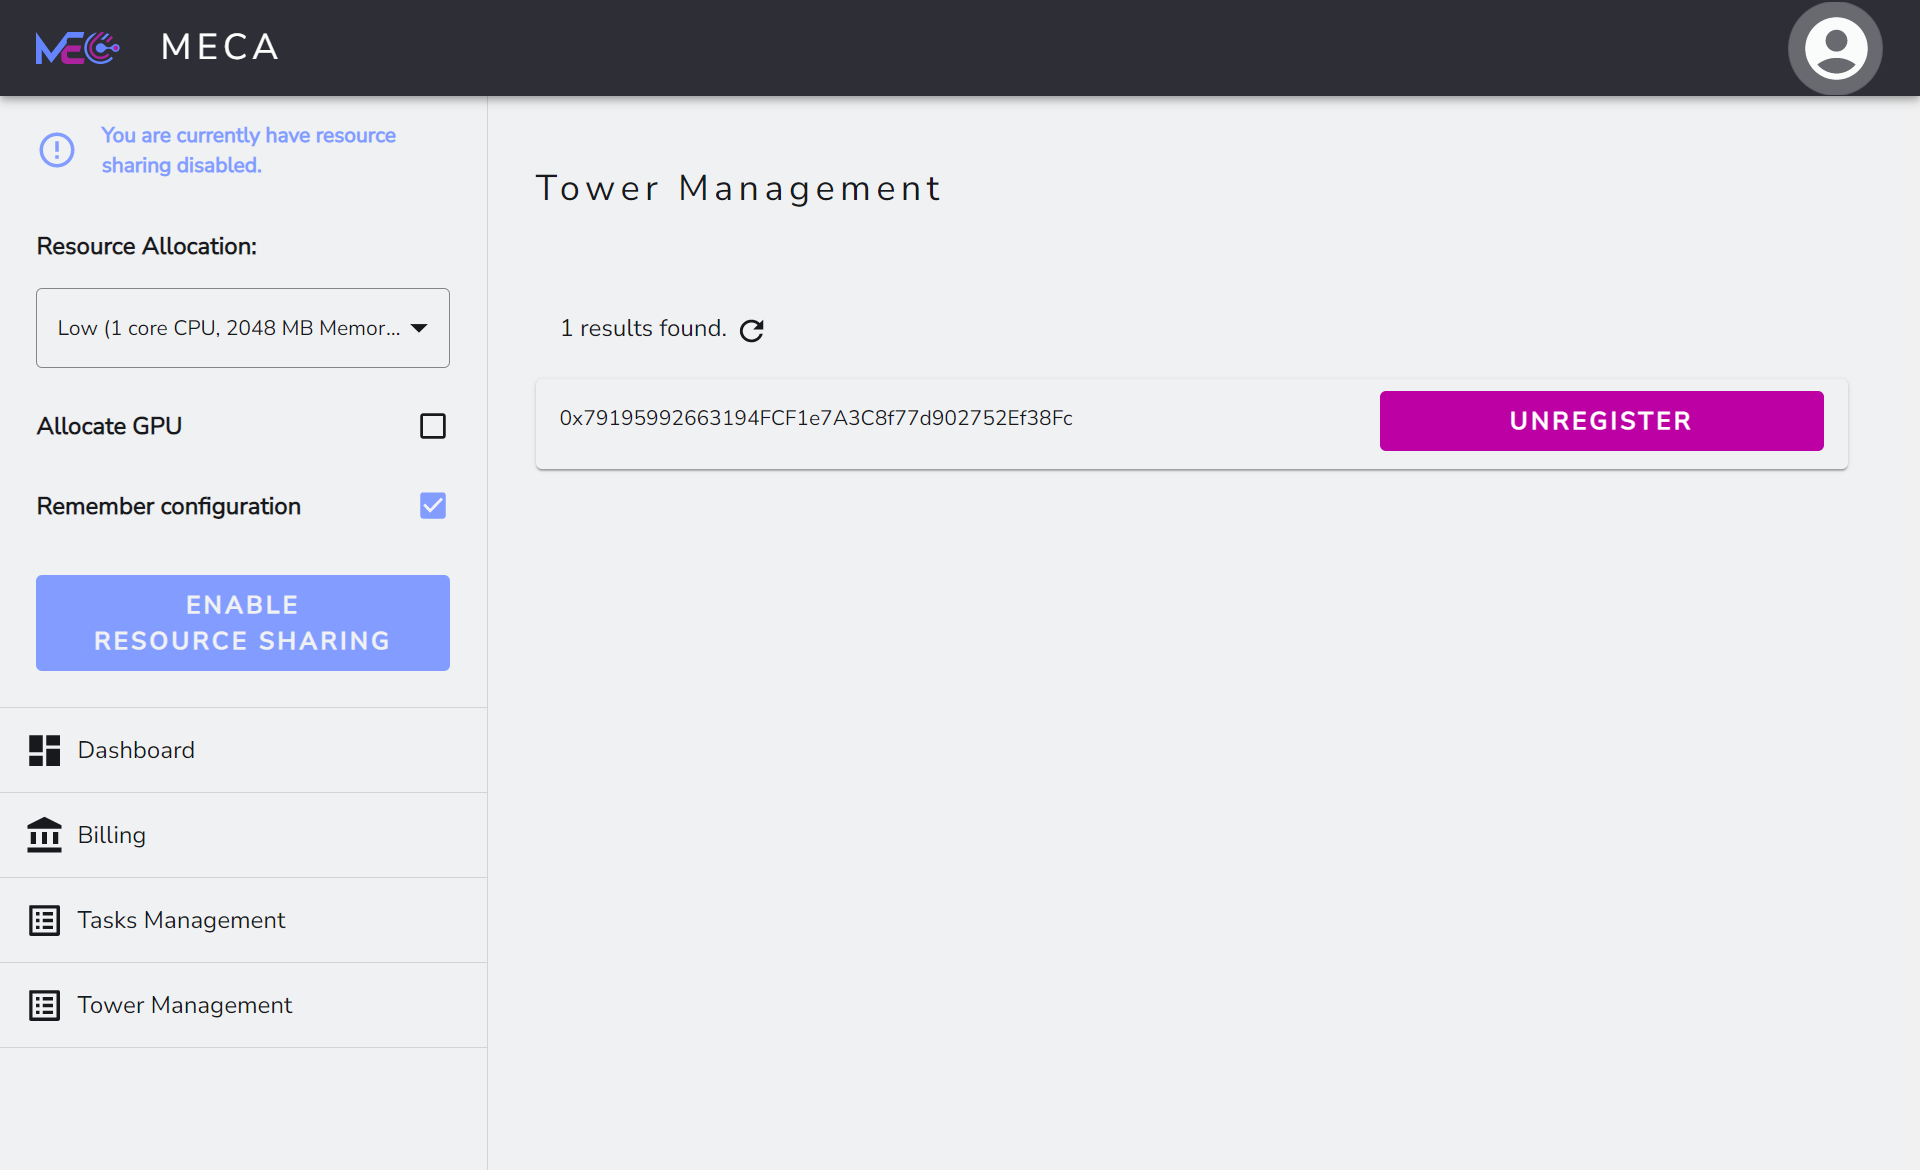 MEC MECA
You are currently have resource
sharing disabled.
Resource Allocation:
Low (1 core CPU, 2048 MB Memor...
Allocate GPU
Remember configuration
ENABLE
RESOURCE SHARING
Dashboard
Billing
Tasks Management
Tower Management
Tower Management
1 results found.
0x79195992663194FCF1e7A3C8f77d902752Ef38Fc
UNREGISTER